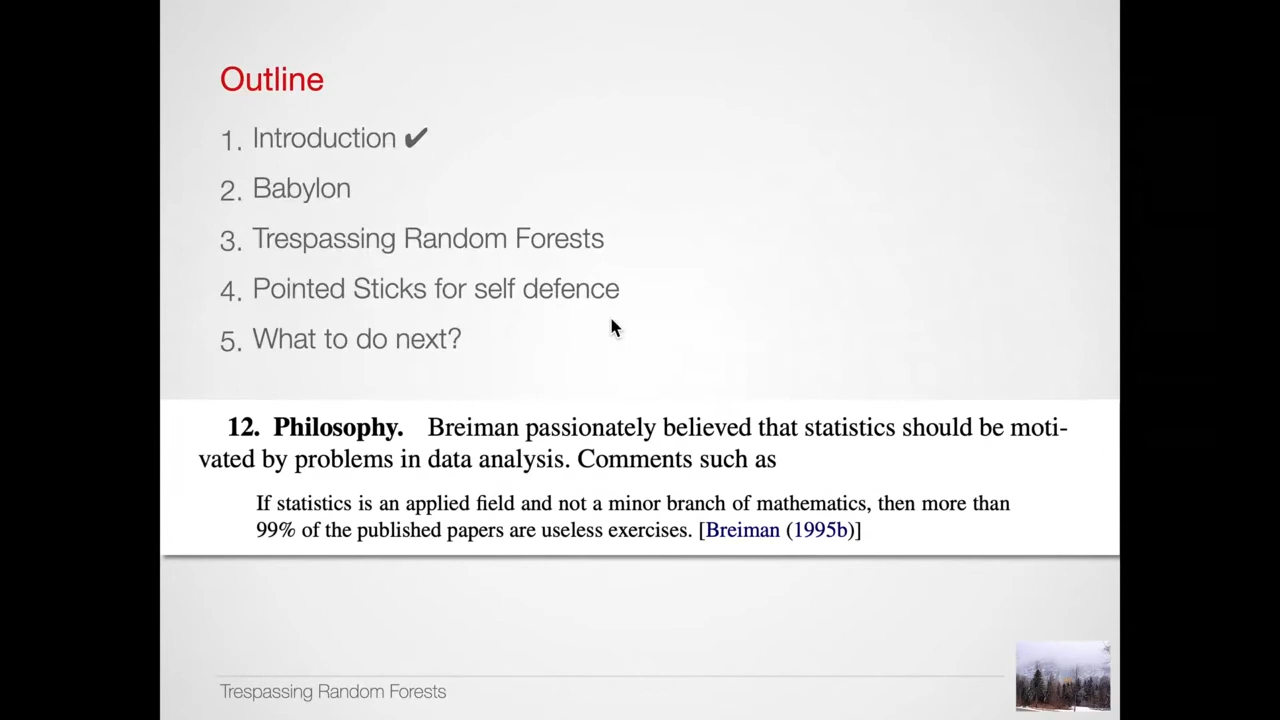 Outline
1. Introduction ✔
2. Babylon
3. Trespassing Random Forests
4. Pointed Sticks for self defence
5. What to do next?
12. Philosophy. Breiman passionately believed that statistics should be moti-
vated by problems in data analysis. Comments such as
If statistics is an applied field and not a minor branch of mathematics, then more than
99% of the published papers are useless exercises. [Breiman (1995b)]
Trespassing Random Forests